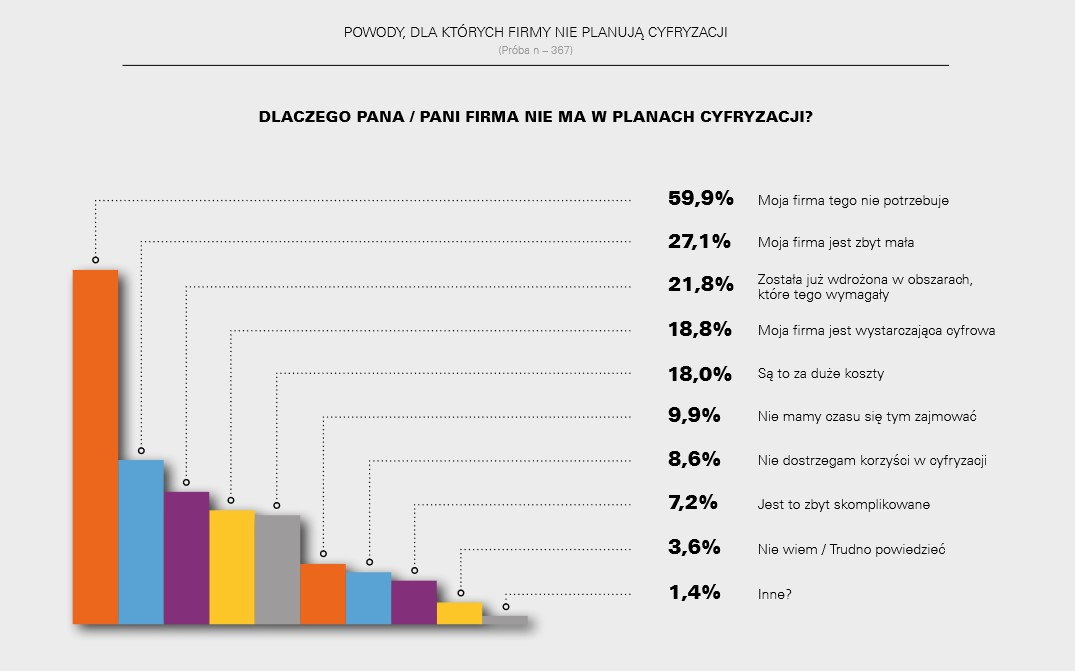 POWODY, DLA KTÓRYCH FIRMY NIE PLANUJĄ CYFRYZACJI
(Próba n – 367)
DLACZEGO PANA / PANI FIRMA NIE MA W PLANACH CYFRYZACJI?
59,9% Moja firma tego nie potrzebuje
27,1% Moja firma jest zbyt mała
21,8% Została już wdrożona w obszarach,
które tego wymagały
18,8% Moja firma jest wystarczająca cyfrowa
18,0% Są to za duże koszty
9,9% Nie mamy czasu się tym zajmować
8,6% Nie dostrzegam korzyści w cyfryzacji
7,2% Jest to zbyt skomplikowane
3,6% Nie wiem / Trudno powiedzieć
1,4% Inne?